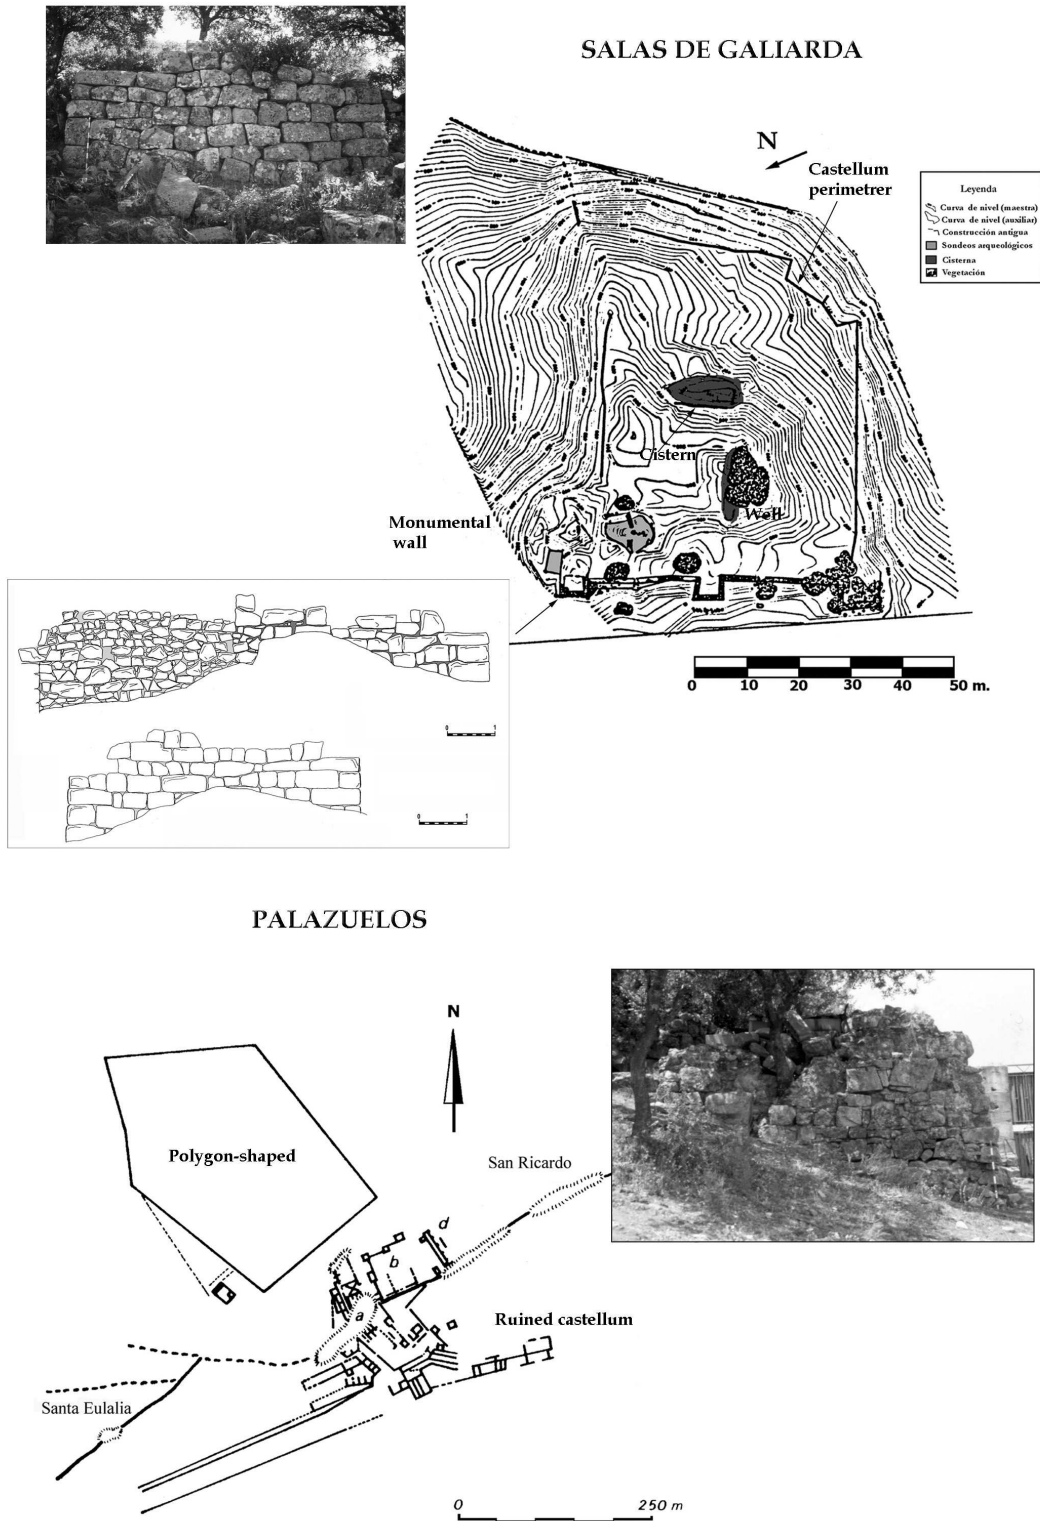 SALAS DE GALIARDA
N
Castellum
perimetrer
Leyenda
Curva de nivel (maestra)
Curva de nivel (auxiliar)
Construcción antigua
Sondeos arqueológicos
Cisterna
Vegetación
Cistern
Well
Monumental
wall
0 10 20 30 40 50 m.
0 1
0 1
PALAZUELOS
N
Polygon-shaped
San Ricardo
d
b
a
Ruined castellum
Santa Eulalia
0 250 m